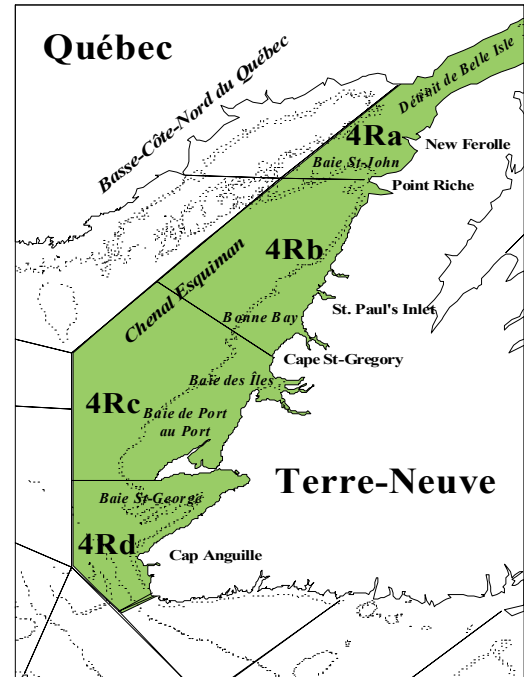 Québec
Basse-Côte-Nord du Québec
Détroit de Belle Isle
4Ra
New Ferolle
Baie St-John
Point Riche
4Rb
Chenal Esquiman
St. Paul's Inlet
Bonne Bay
Cape St-Gregory
Baie des Îles
4Rc
Baie de Port
au Port
Terre-Neuve
Baie St-George
4Rd
Cap Anguille